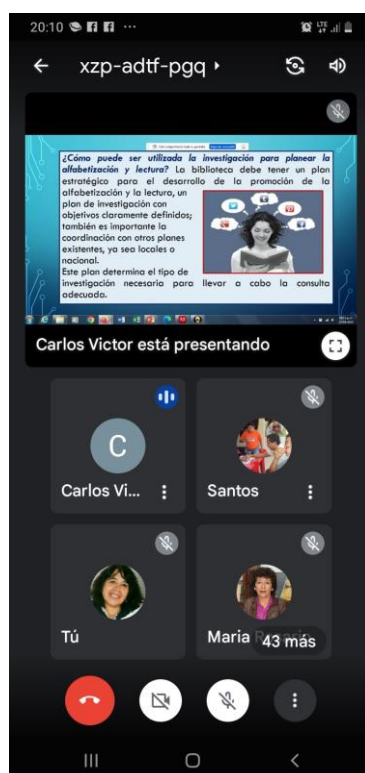 20:10
xzp-adtf-pgq
¿Cómo puede ser utilizada la investigación para planear la
alfabetización y lectura? La biblioteca debe tener un plan
estratégico para el desarrollo de la promoción de la
alfabetización y la lectura, un
plan de investigación con
objetivos claramente definidos;
también es importante la
coordinación con otros planes
existentes, ya sea locales o
nacional.
Este plan determina el tipo de
investigación necesaria para llevar a cabo la consulta
adecuada.
Carlos Victor está presentando
C
Carlos Vi...
Santos
Tú
Maria
43 más